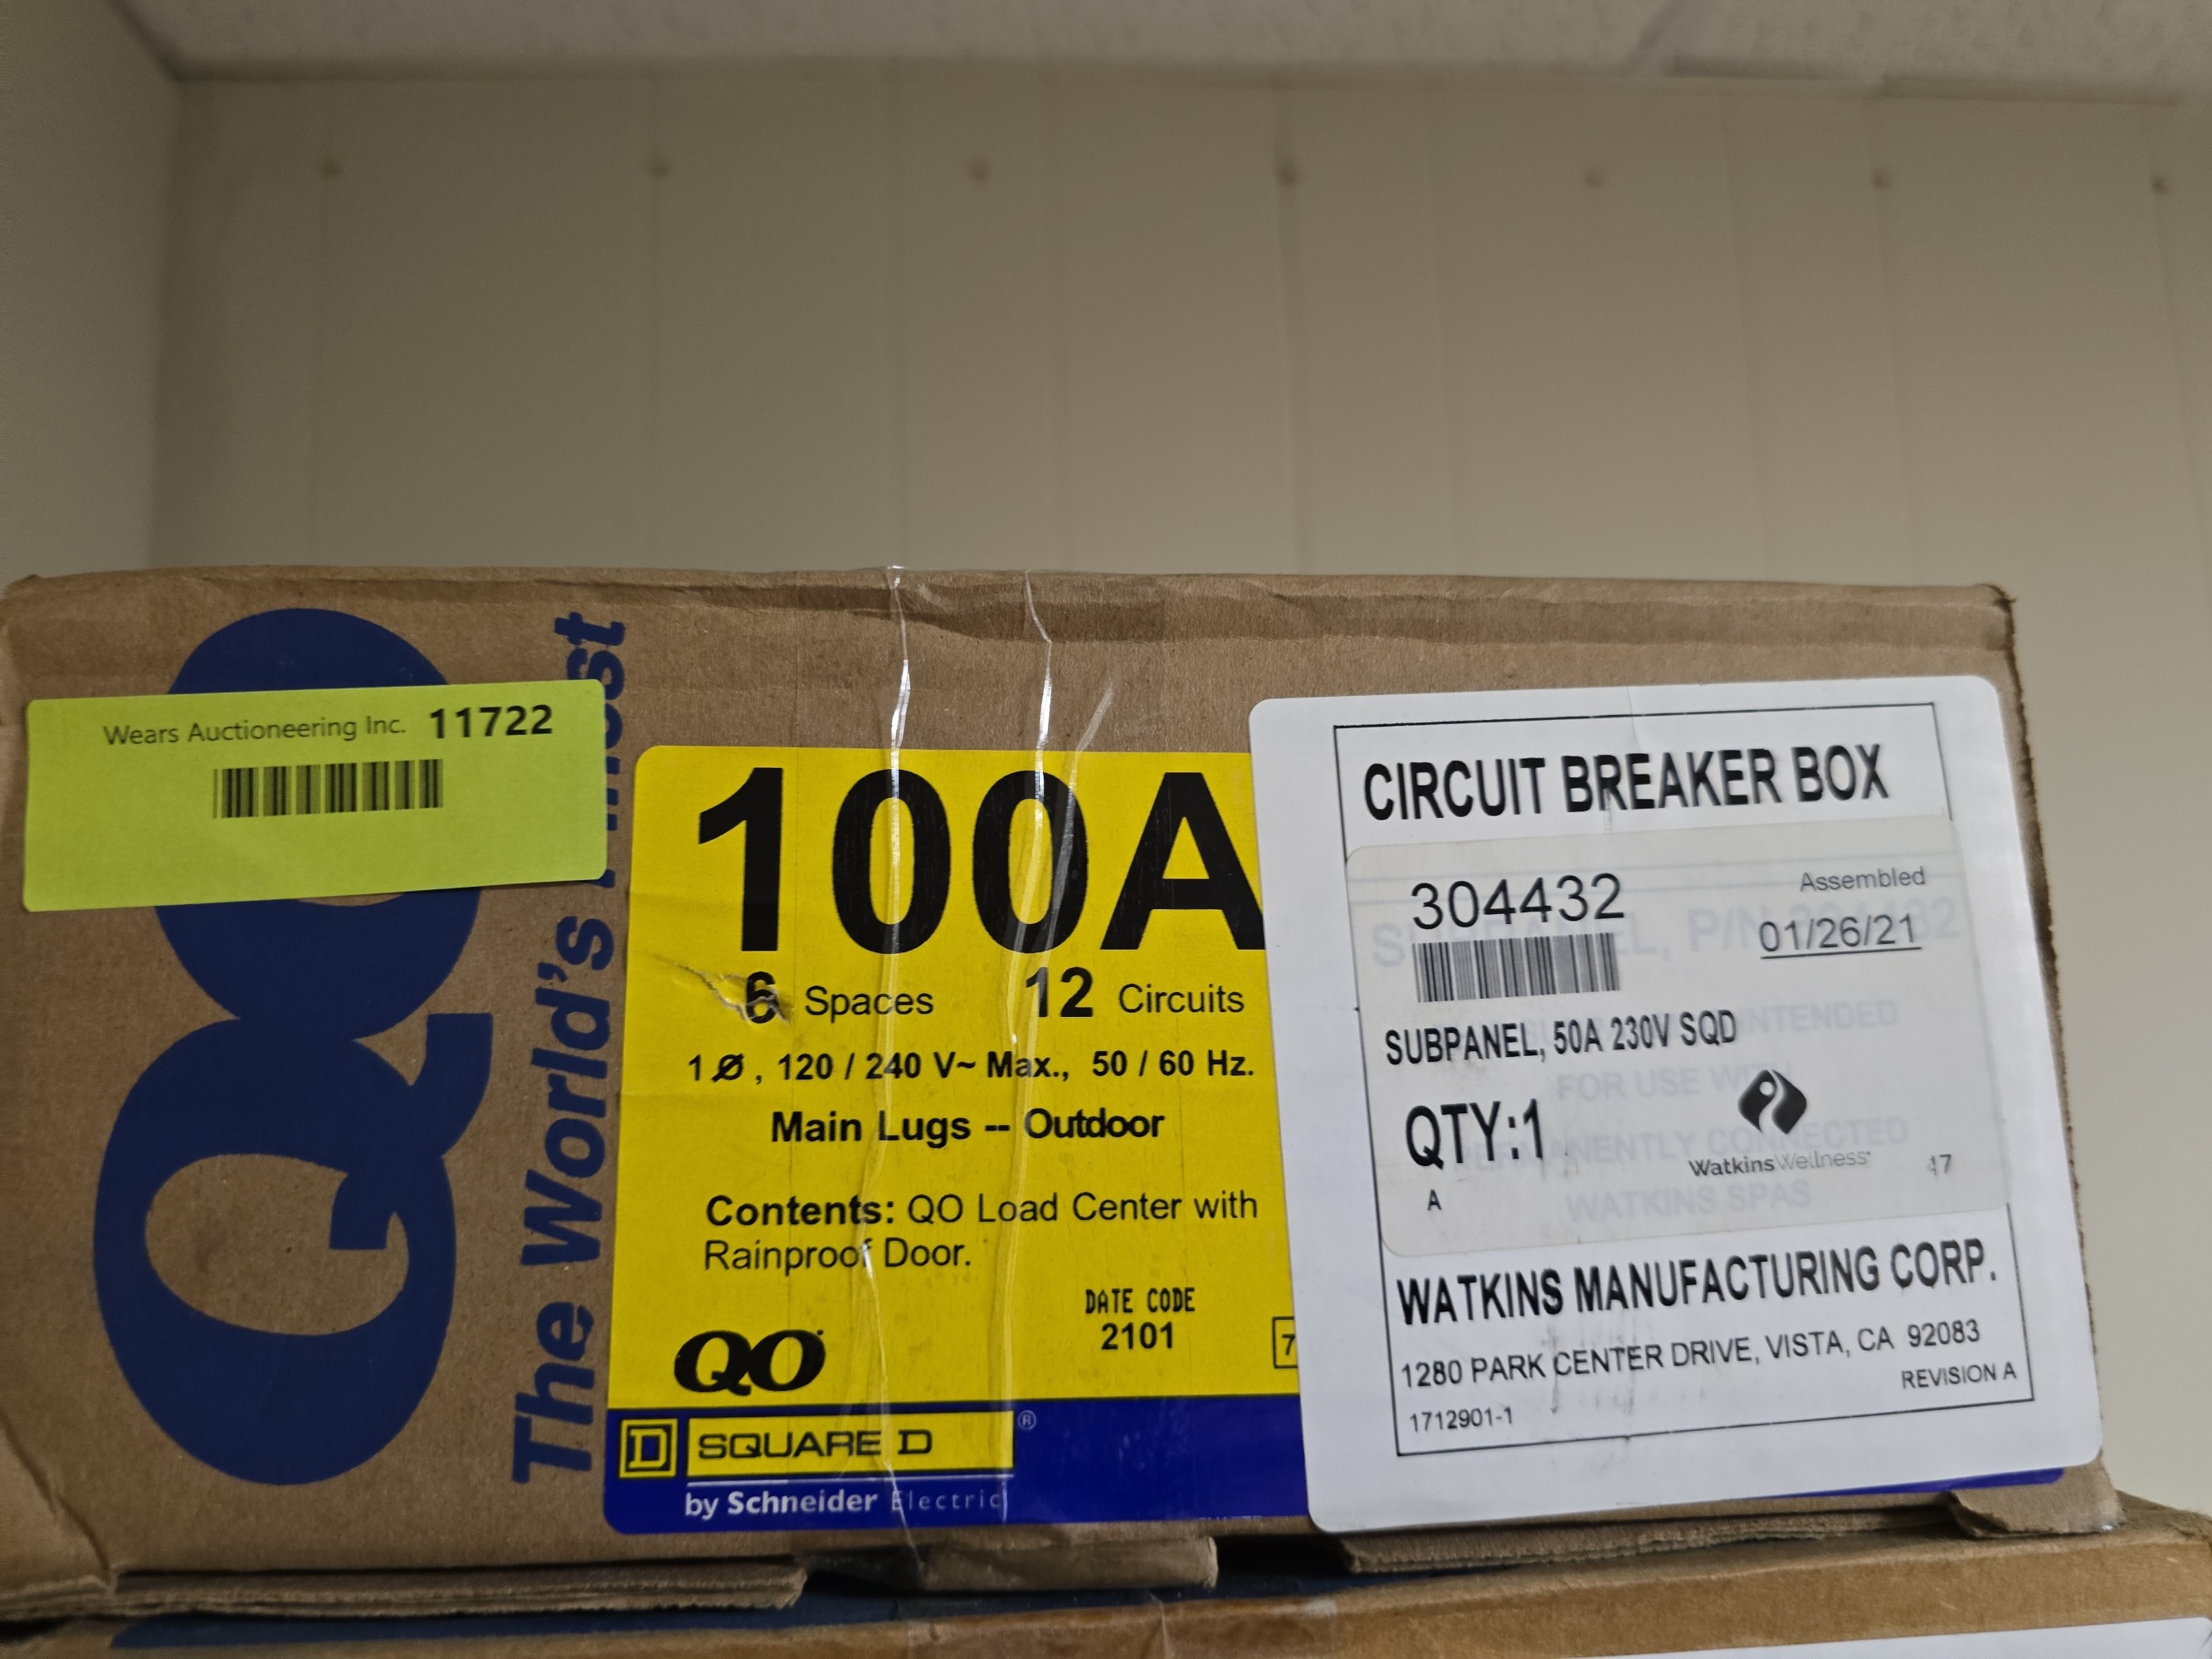 QO
The World's
Wears Auctioneering Inc. 11722
100A
6 Spaces 12 Circuits
1 Ø, 120 / 240 V~ Max., 50 / 60 Hz.
Main Lugs -- Outdoor
Contents: QO Load Center with
Rainproof Door.
DATE CODE
2101
7
QO
D SQUARE D ®
by Schneider Electric
CIRCUIT BREAKER BOX
304432
Assembled
01/26/21
SUBPANEL, 50A 230V SQD
QTY:1
WatkinsWellness
47
A
WATKINS MANUFACTURING CORP.
1280 PARK CENTER DRIVE, VISTA, CA 92083
REVISION A
1712901-1